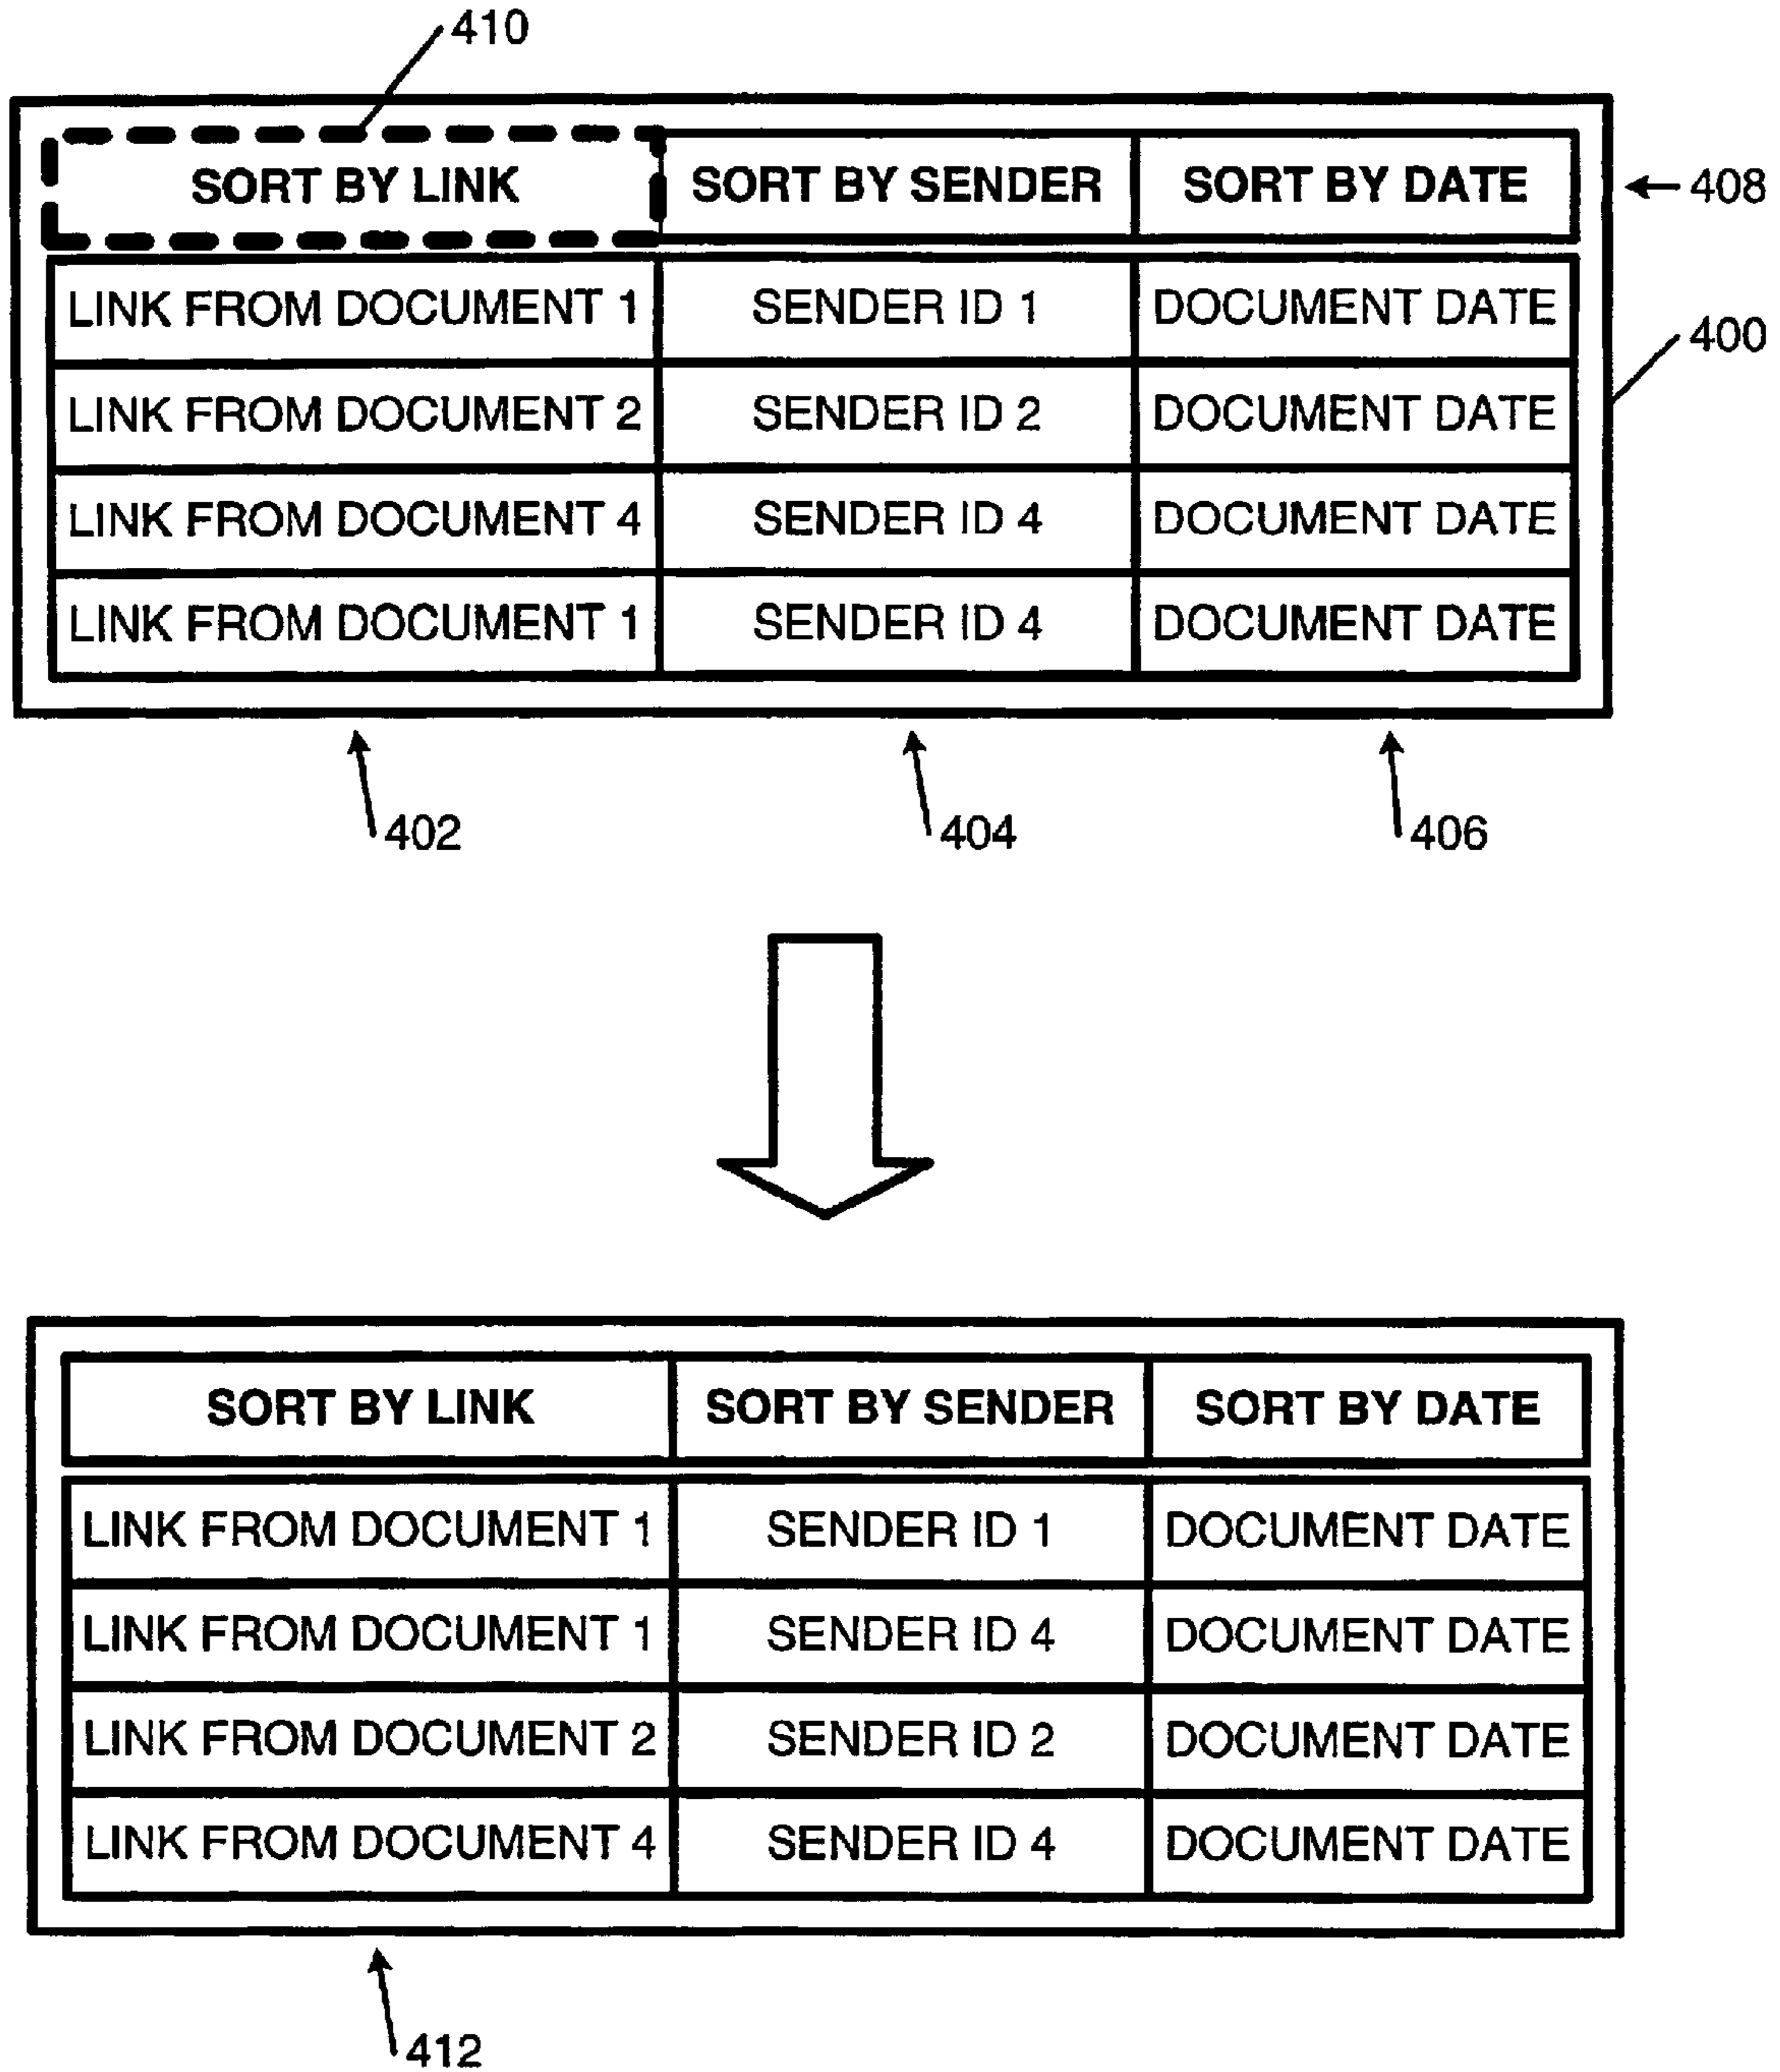 410
SORT BY LINK SORT BY SENDER SORT BY DATE 408
LINK FROM DOCUMENT 1 SENDER ID 1 DOCUMENT DATE
400
LINK FROM DOCUMENT 2 SENDER ID 2 DOCUMENT DATE
LINK FROM DOCUMENT 4 SENDER ID 4 DOCUMENT DATE
LINK FROM DOCUMENT 1 SENDER ID 4 DOCUMENT DATE
402 404 406
SORT BY LINK SORT BY SENDER SORT BY DATE
LINK FROM DOCUMENT 1 SENDER ID 1 DOCUMENT DATE
LINK FROM DOCUMENT 1 SENDER ID 4 DOCUMENT DATE
LINK FROM DOCUMENT 2 SENDER ID 2 DOCUMENT DATE
LINK FROM DOCUMENT 4 SENDER ID 4 DOCUMENT DATE
412